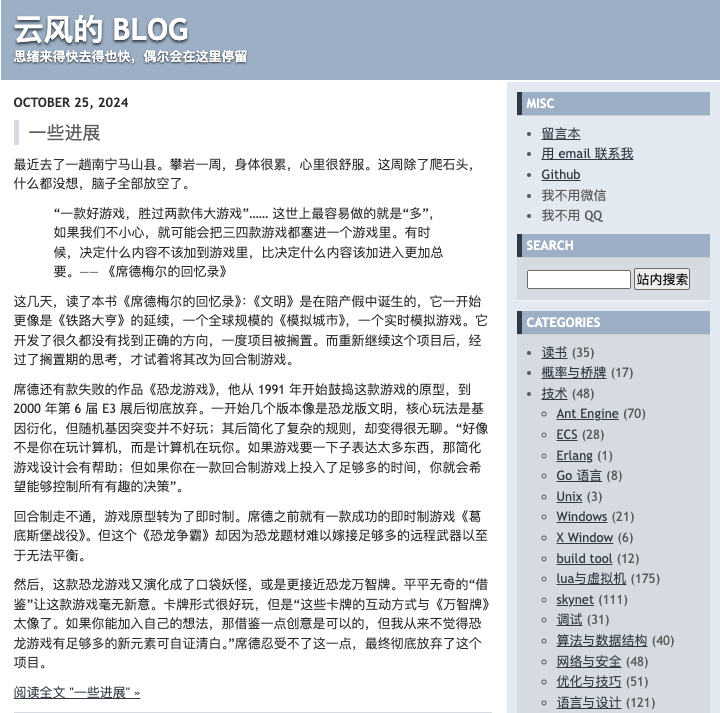 云风的 BLOG
思绪来得快去得也快，偶尔会在这里停留
OCTOBER 25, 2024
一些进展
最近去了一趟南宁马山县。攀岩一周，身体很累，心里很舒服。这周除了爬石头，
什么都没想，脑子全部放空了。
“一款好游戏，胜过两款伟大游戏”...... 这世上最容易做的就是“多”，
如果我们不小心，就可能会把三四款游戏都塞进一个游戏里。有时
候，决定什么内容不该加到游戏里，比决定什么内容该加进入更加总
要。—— 《席德梅尔的回忆录》
这几天，读了本书《席德梅尔的回忆录》：《文明》是在陪产假中诞生的，它一开始
更像是《铁路大亨》的延续，一个全球规模的《模拟城市》，一个实时模拟游戏。它
开发了很久都没有找到正确的方向，一度项目被搁置。而重新继续这个项目后，经
过了搁置期的思考，才试着将其改为回合制游戏。
席德还有款失败的作品《恐龙游戏》，他从 1991 年开始鼓捣这款游戏的原型，到
2000 年第 6 届 E3 展后彻底放弃。一开始几个版本像是恐龙版文明，核心玩法是基
因衍化，但随机基因突变并不好玩；其后简化了复杂的规则，却变得很无聊。“好像
不是你在玩计算机，而是计算机在玩你。如果游戏要一下子表达太多东西，那简化
游戏设计会有帮助；但如果你在一款回合制游戏上投入了足够多的时间，你就会希
望能够控制所有有趣的决策”。
回合制走不通，游戏原型转为了即时制。席德之前就有一款成功的即时制游戏《葛
底斯堡战役》。但这个《恐龙争霸》却因为恐龙题材难以嫁接足够多的远程武器以至
于无法平衡。
然后，这款恐龙游戏又演化成了口袋妖怪，或是更接近恐龙万智牌。平平无奇的“借
鉴”让这款游戏毫无新意。卡牌形式很好玩，但是“这些卡牌的互动方式与《万智牌》
太像了。如果你能加入自己的想法，那借鉴一点创意是可以的，但我从来不觉得恐
龙游戏有足够多的新元素可自证清白。”席德忍受不了这一点，最终彻底放弃了这个
项目。
阅读全文 "一些进展" »
MISC
留言本
用 email 联系我
Github
我不用微信
我不用 QQ
SEARCH
站内搜索
CATEGORIES
读书 (35)
概率与桥牌 (17)
技术 (48)
Ant Engine (70)
ECS (28)
Erlang (1)
Go 语言 (8)
Unix (3)
Windows (21)
X Window (6)
build tool (12)
lua与虚拟机 (175)
skynet (111)
调试 (31)
算法与数据结构 (40)
网络与安全 (48)
优化与技巧 (51)
语言与设计 (121)